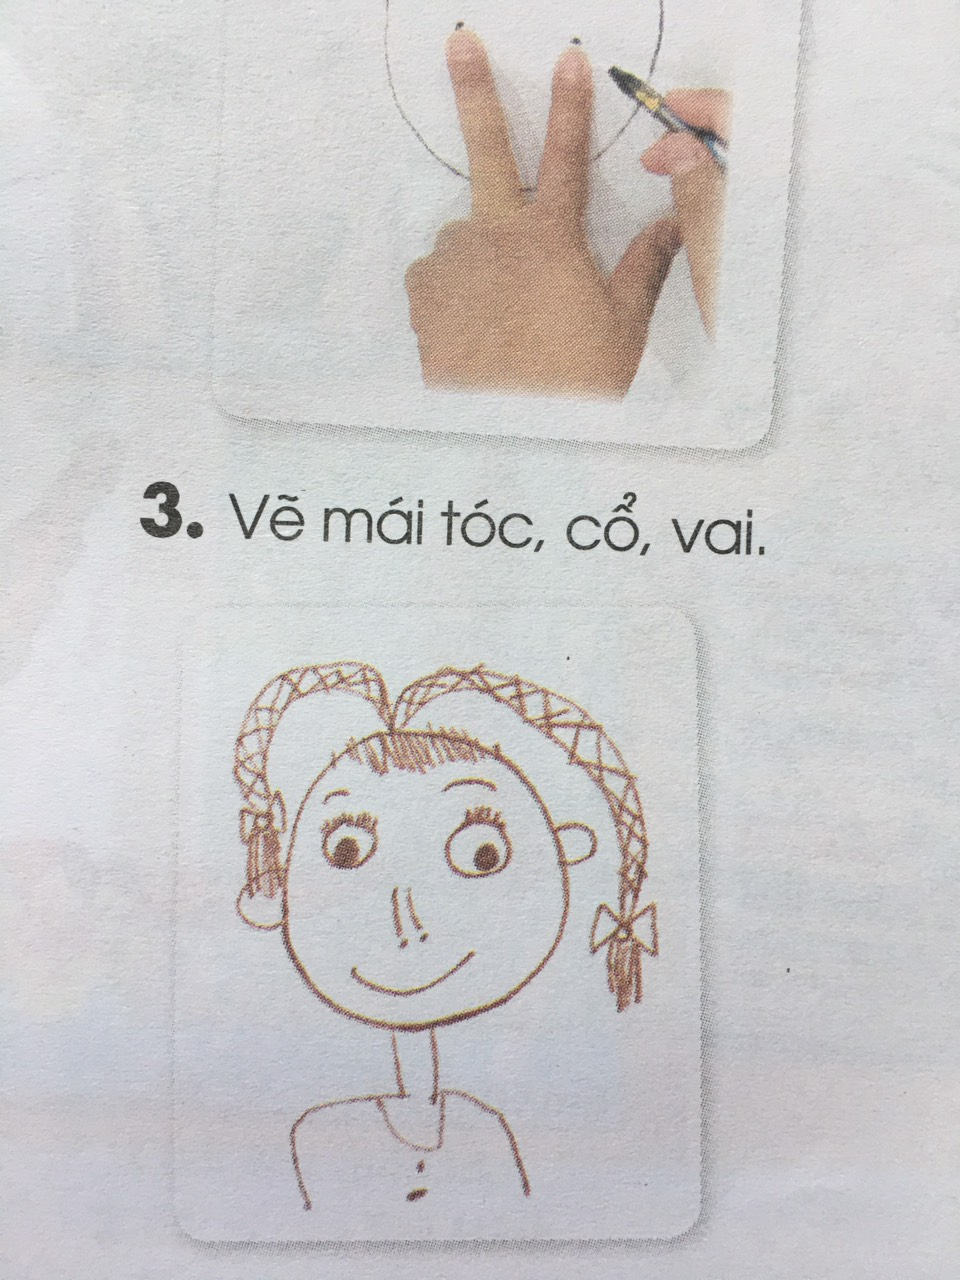 3. Vẽ mái tóc, cổ, vai.